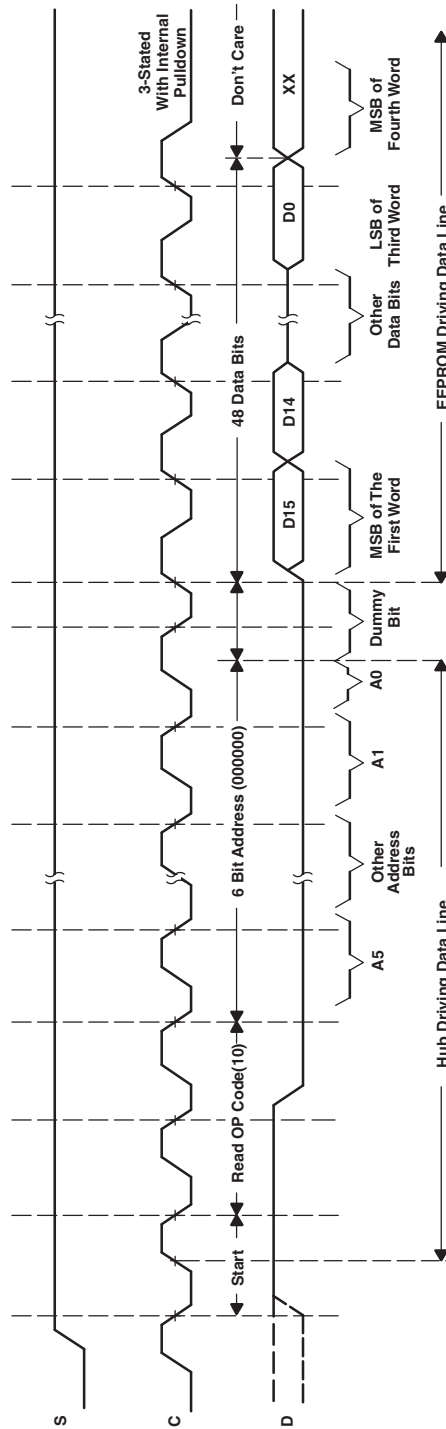 S
C
D
3-Stated
With Internal
Pulldown
Start
Read OP Code(10)
6 Bit Address (000000)
48 Data Bits
Don't Care
D15
D14
D0
XX
A5
Other
Address
Bits
A1
A0
Dummy
Bit
MSB of The
First Word
Other
Data Bits
LSB of
Third Word
MSB of
Fourth Word
Hub Driving Data Line
EEPROM Driving Data Line